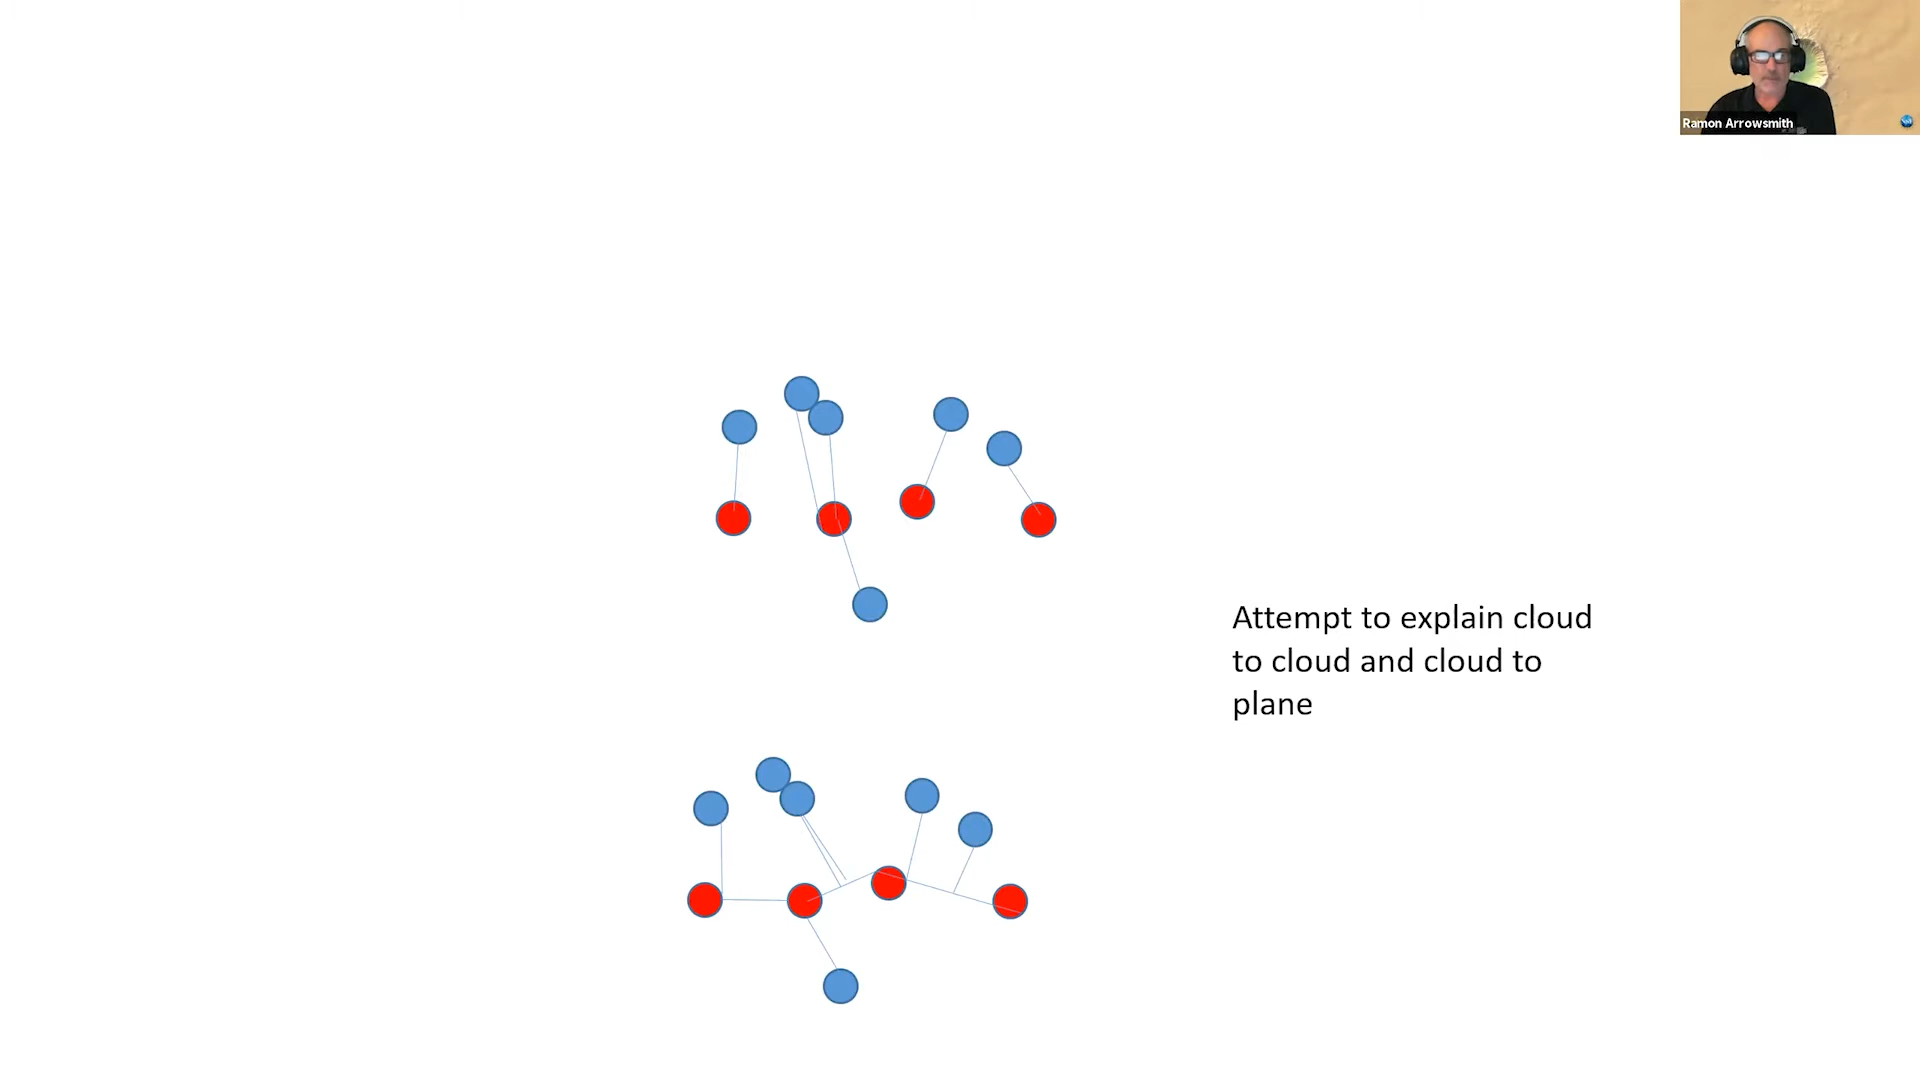 Ramon Arrowsmith
Attempt to explain cloud
to cloud and cloud to
plane